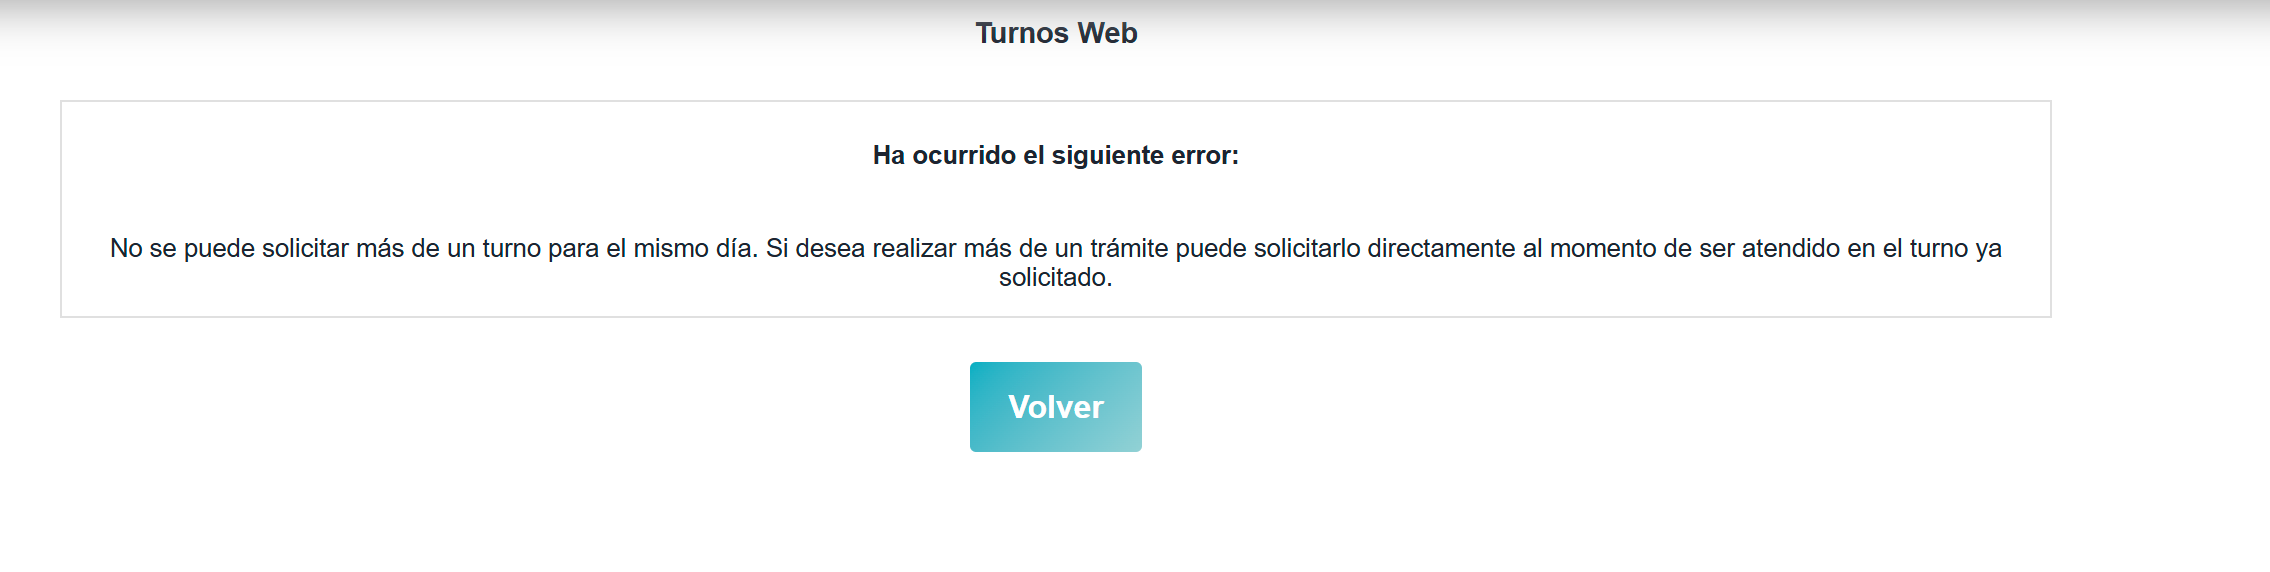 Turnos Web
Ha ocurrido el siguiente error:
No se puede solicitar más de un turno para el mismo día. Si desea realizar más de un trámite puede solicitarlo directamente al momento de ser atendido en el turno ya
solicitado.
Volver